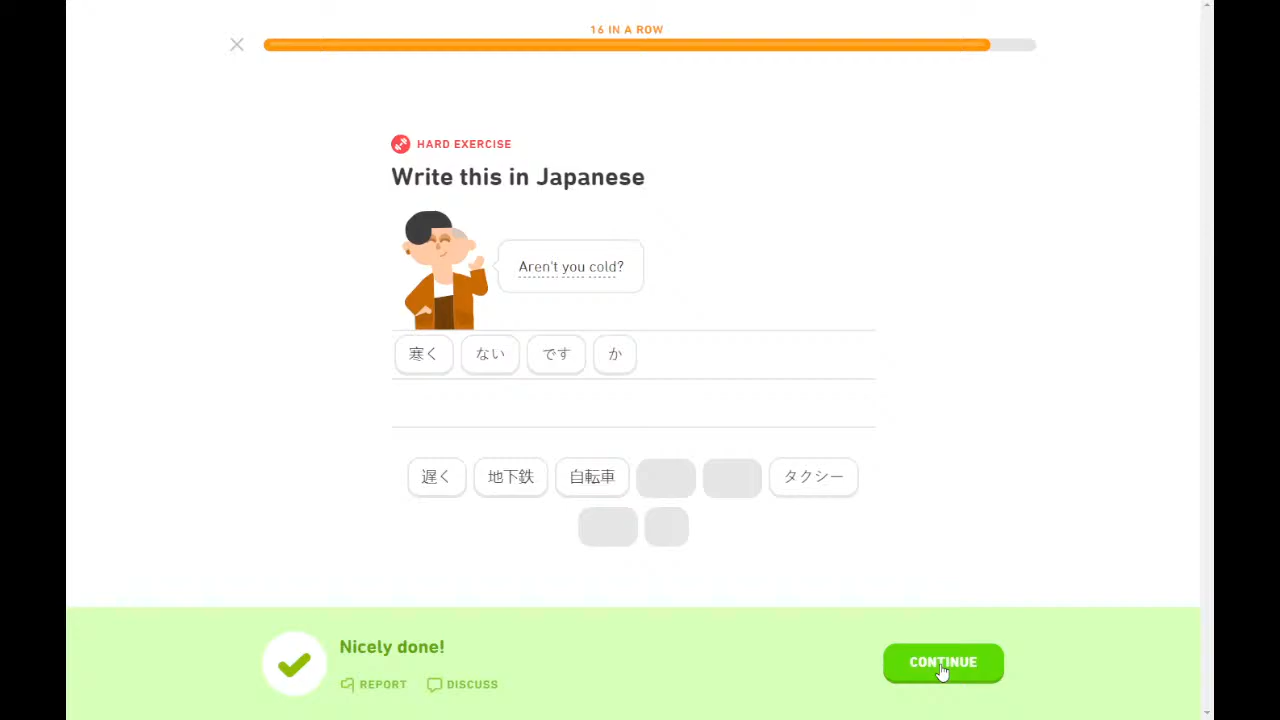 16 IN A ROW
HARD EXERCISE
Write this in Japanese
Aren't you cold?
寒く ない です か
遅く 地下鉄 自転車 タクシー
Nicely done!
REPORT DISCUSS
CONTINUE